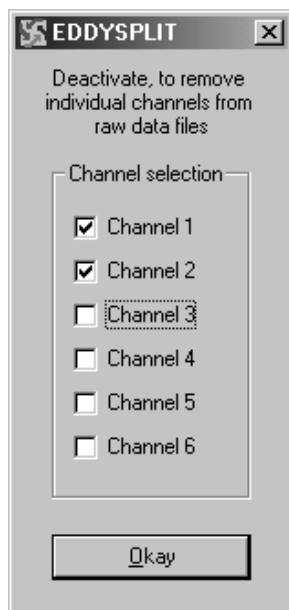 EDDYSPLIT
Deactivate, to remove
individual channels from
raw data files
Channel selection
Channel 1
Channel 2
Channel 3
Channel 4
Channel 5
Channel 6
Okay